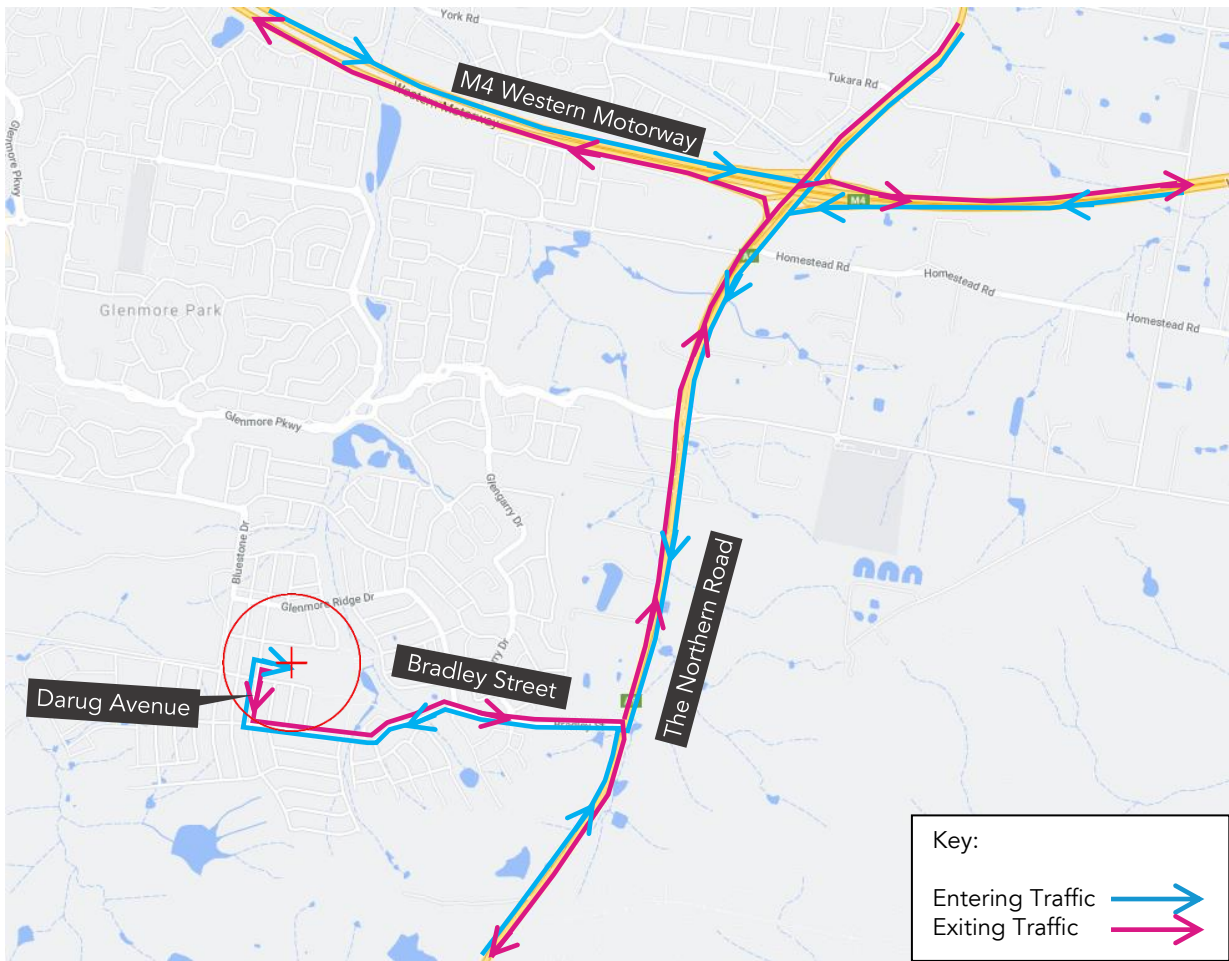 York Rd
Tukara Rd
M4 Western Motorway
Western Motorway
Glenmore Pkwy
M4
Homestead Rd
Homestead Rd
Homestead Rd
Glenmore Park
Glenmore Pkwy
Glengarry Dr
Bluestone Dr
Glenmore Ridge Dr
The Northern Road
Bradley Street
Darug Avenue
Key:
Entering Traffic
Exiting Traffic